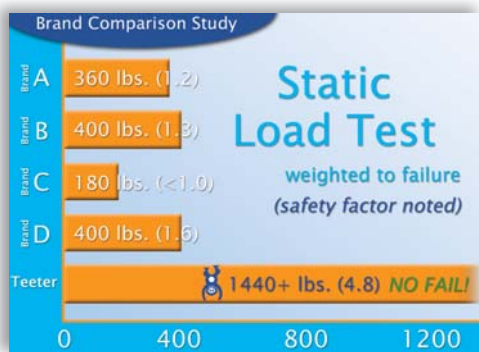 Brand Comparison Study
Brand A 360 lbs. (1.2)
Brand B 400 lbs. (1.3)
Brand C 180 lbs. (<1.0)
Brand D 400 lbs. (1.6)
Teeter 1440+ lbs. (4.8) NO FAIL!
Static
Load Test
weighted to failure
(safety factor noted)
0 400 800 1200